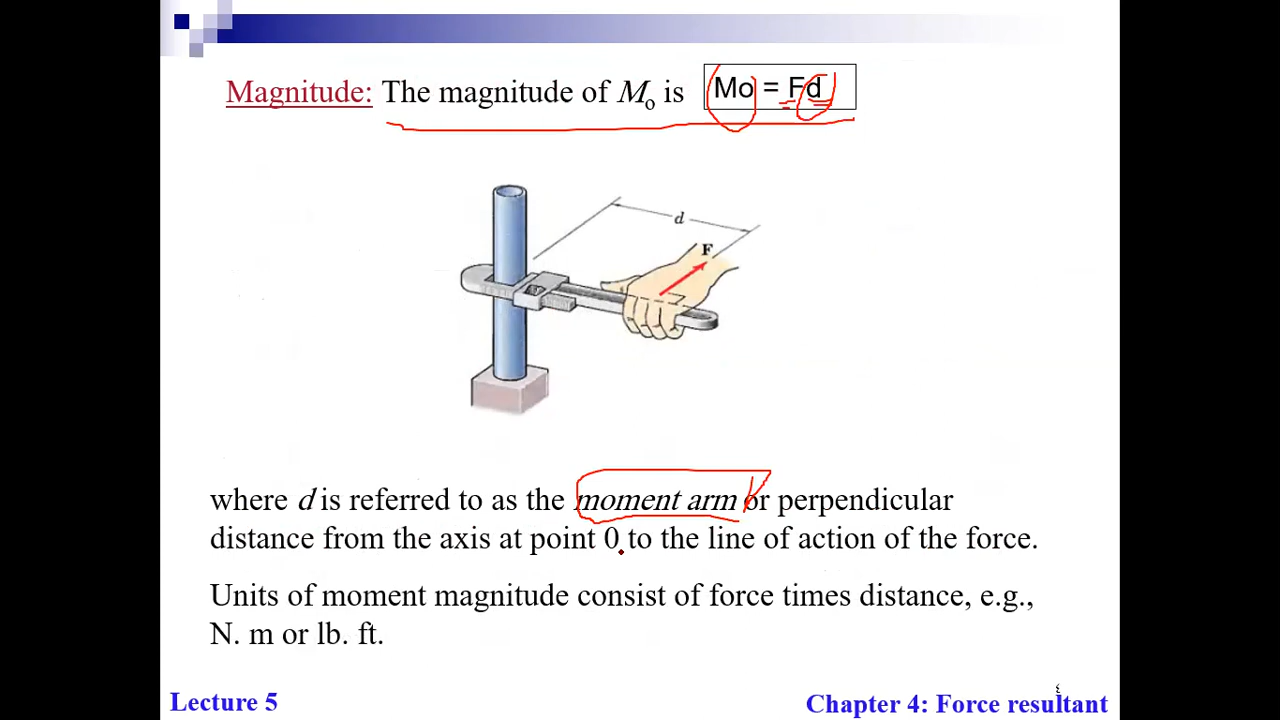 Magnitude: The magnitude of Mo is Mo = Fd
d
F
where d is referred to as the moment arm or perpendicular
distance from the axis at point 0 to the line of action of the force.
Units of moment magnitude consist of force times distance, e.g.,
N. m or lb. ft.
٤
Lecture 5
Chapter 4: Force resultant